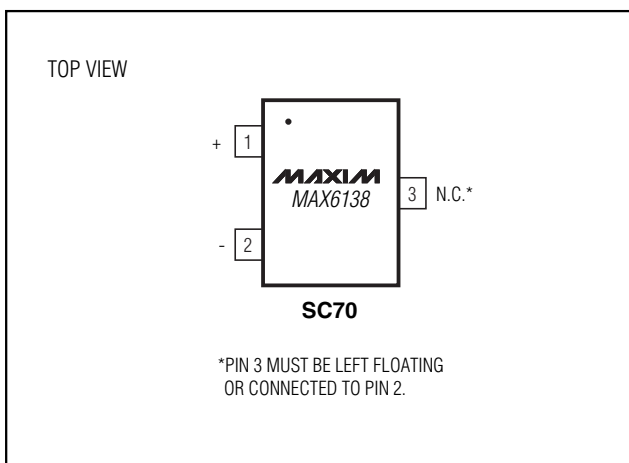 TOP VIEW
+ 1
MAXIM
MAX6138
3 N.C.*
- 2
SC70
*PIN 3 MUST BE LEFT FLOATING
OR CONNECTED TO PIN 2.